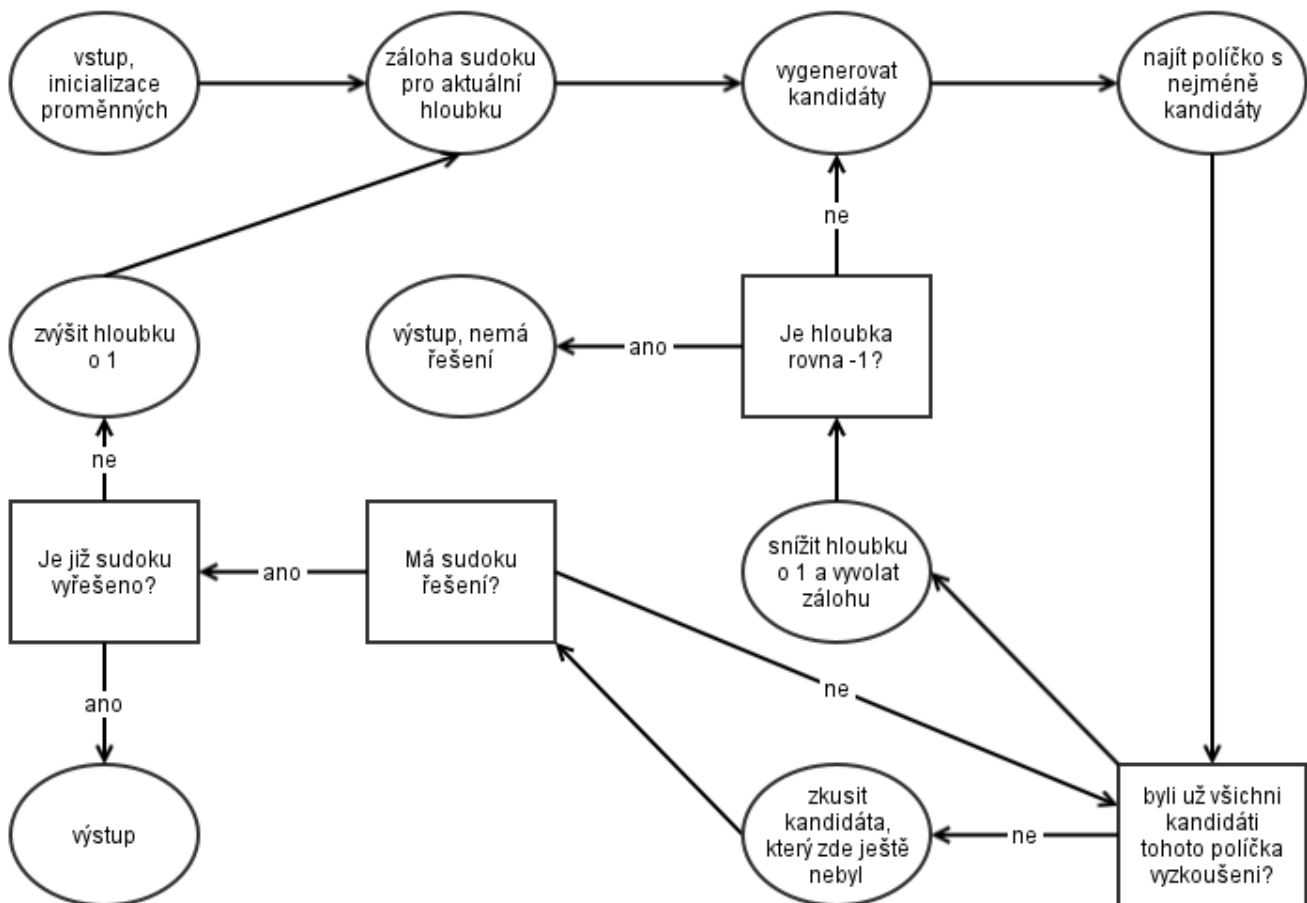 vstup,
inicializace
proměnných
záloha sudoku
pro aktuální
hloubku
vygenerovat
kandidáty
najít políčko s
nejméně
kandidáty
ne
zvýšit hloubku
o 1
výstup, nemá
řešení
ano
Je hloubka
rovna -1?
ne
Je již sudoku
vyřešeno?
ano
Má sudoku
řešení?
snížit hloubku
o 1 a vyvolat
zálohu
ne
ano
výstup
zkusit
kandidáta,
který zde ještě
nebyl
ne
byli už všichni
kandidáti
tohoto políčka
vyzkoušeni?